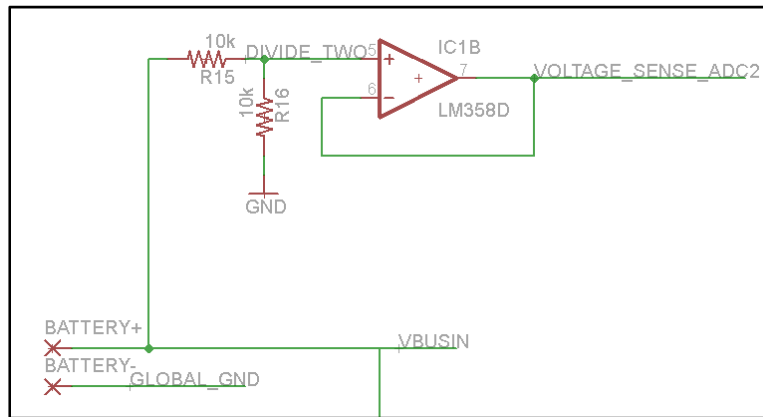 10k
R15
DIVIDE_TWO
5
6
7
IC1B
LM358D
VOLTAGE_SENSE_ADC2
10k
R16
GND
BATTERY+
VBUSIN
BATTERY-
GLOBAL_GND